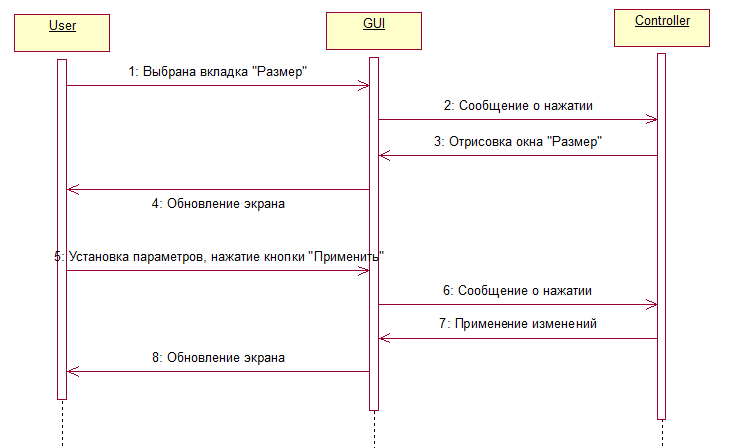 User
GUI
Controller
1: Выбрана вкладка "Размер"
2: Сообщение о нажатии
3: Отрисовка окна "Размер"
4: Обновление экрана
5: Установка параметров, нажатие кнопки "Применить"
6: Сообщение о нажатии
7: Применение изменений
8: Обновление экрана